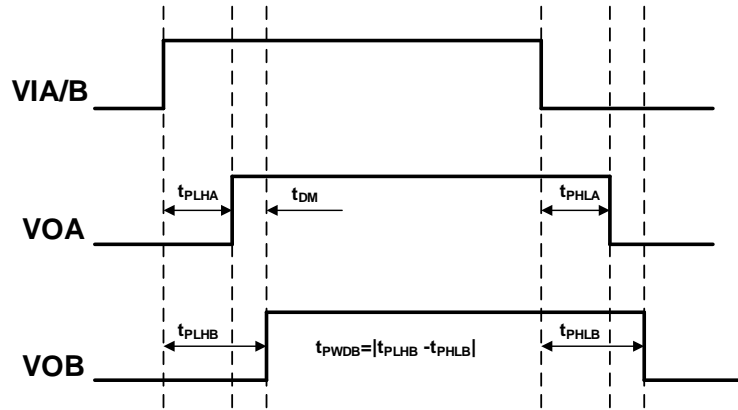 VIA/B
tPLHA
tDM
tPHLA
VOA
tPLHB
tPWDB=|tPLHB -tPHLB|
tPHLB
VOB